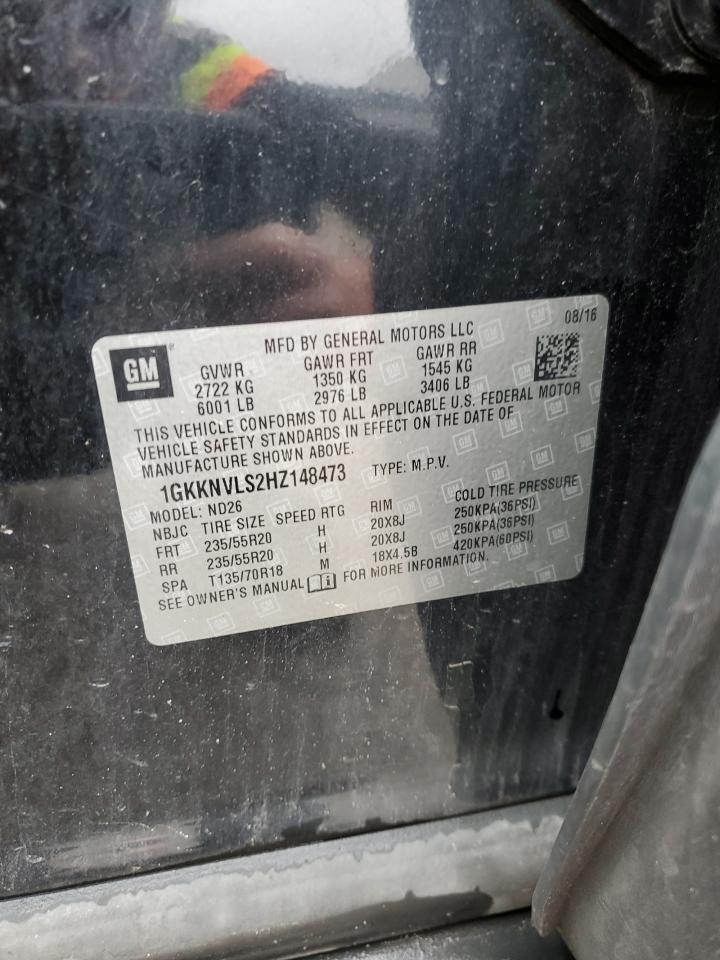 GM
MFD BY GENERAL MOTORS LLC
08/16
GVWR GAWR FRT GAWR RR
2722 KG 1350 KG 1545 KG
6001 LB 2976 LB 3406 LB
THIS VEHICLE CONFORMS TO ALL APPLICABLE U.S. FEDERAL MOTOR
VEHICLE SAFETY STANDARDS IN EFFECT ON THE DATE OF
MANUFACTURE SHOWN ABOVE.
1GKKNVLS2HZ148473 TYPE: M.P.V.
MODEL: ND26
NBJC TIRE SIZE SPEED RTG RIM COLD TIRE PRESSURE
FRT 235/55R20 H 20X8J 250KPA(36PSI)
RR 235/55R20 H 20X8J 250KPA(36PSI)
SPA T135/70R18 M 18X4.5B 420KPA(60PSI)
SEE OWNER'S MANUAL i FOR MORE INFORMATION.